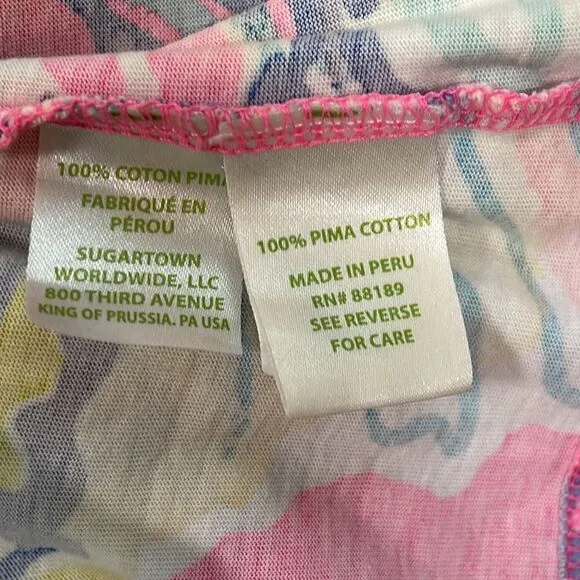 100% COTON PIMA
FABRIQUÉ EN
PÉROU
SUGARTOWN
WORLDWIDE, LLC
800 THIRD AVENUE
KING OF PRUSSIA. PA USA
100% PIMA COTTON
MADE IN PERU
RN# 88189
SEE REVERSE
FOR CARE